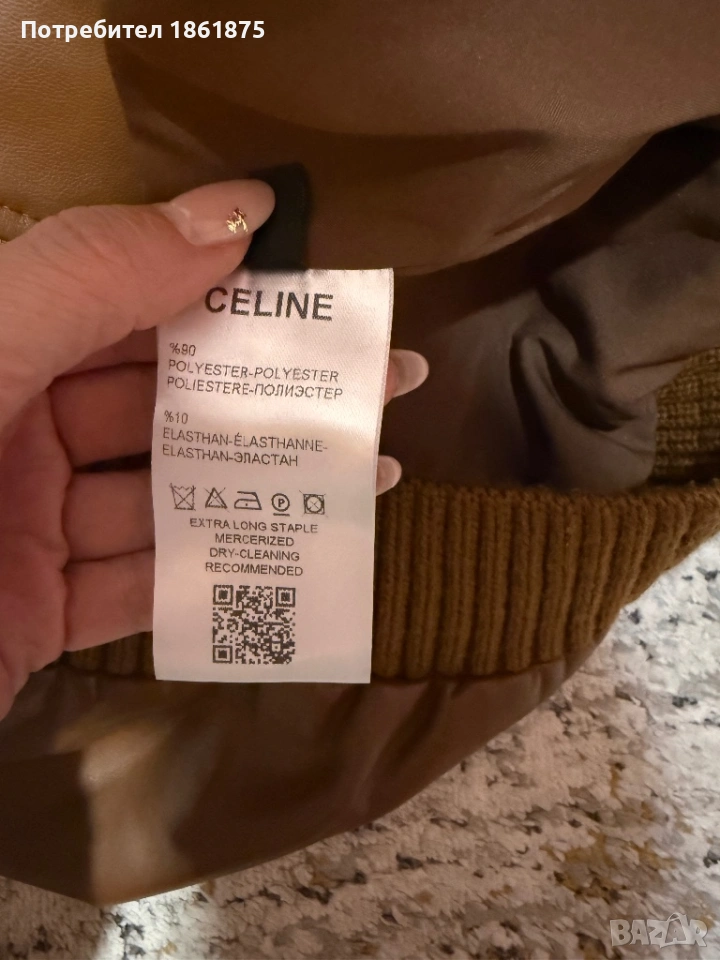 Потребител 1861875
CELINE
%90
POLYESTER-POLYESTER
POLIESTERE-ПОЛИЭСТЕР
%10
ELASTHAN-ÉLASTHANNE-
ELASTHAN-ЭЛАСТАН
P
EXTRA LONG STAPLE
MERCERIZED
DRY-CLEANING
RECOMMENDED
BAZAR